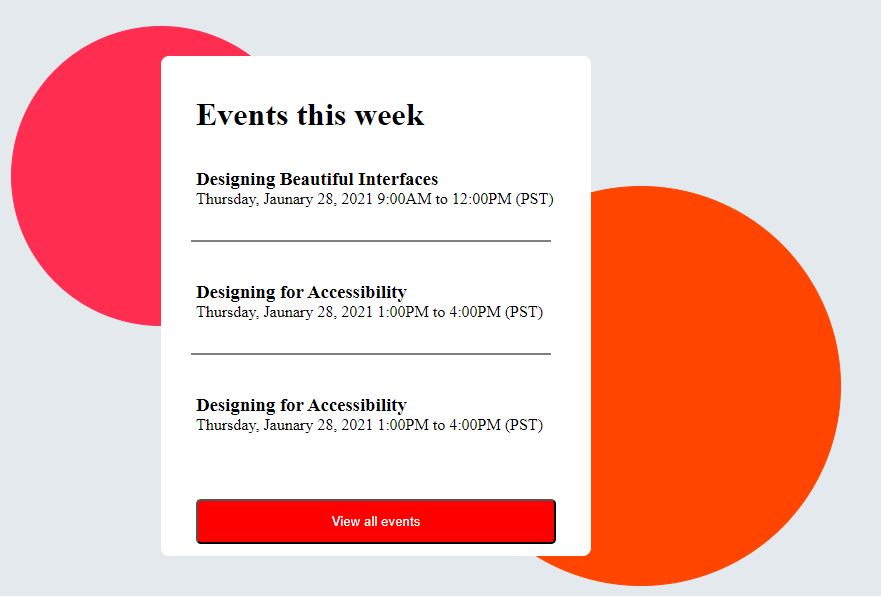 Events this week
Designing Beautiful Interfaces
Thursday, Jaunary 28, 2021 9:00AM to 12:00PM (PST)
Designing for Accessibility
Thursday, Jaunary 28, 2021 1:00PM to 4:00PM (PST)
Designing for Accessibility
Thursday, Jaunary 28, 2021 1:00PM to 4:00PM (PST)
View all events